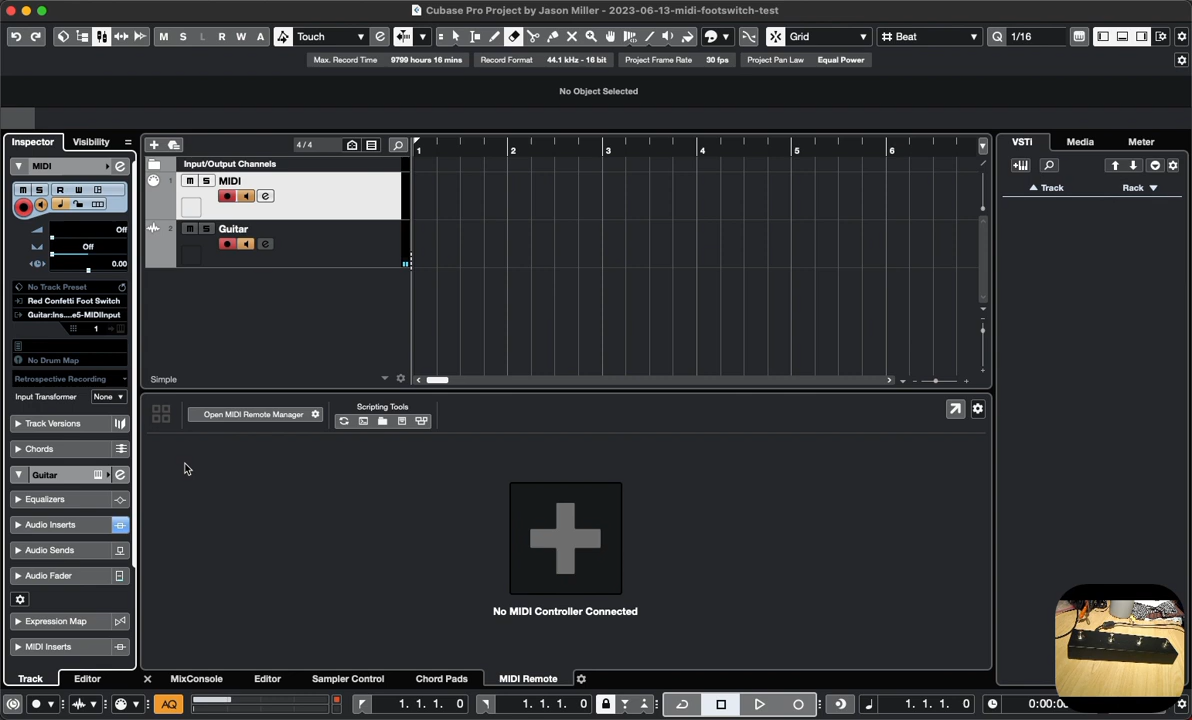 Cubase Pro Project by Jason Miller - 2023-06-13-midi-footswitch-test
M S L R W A Touch Grid Beat Q 1/16
Max. Record Time 9799 hours 16 mins Record Format 44.1 kHz - 16 bit Project Frame Rate 30 fps Project Pan Law Equal Power
No Object Selected
Inspector Visibility
MIDI
M S R W
Off
Off
0.00
No Track Preset
Red Confetti Foot Switch
Guitar:Ins....e5-MIDIInput
1
No Drum Map
Retrospective Recording
Input Transformer None
Track Versions
Chords
Guitar
Equalizers
Audio Inserts
Audio Sends
Audio Fader
Expression Map
MIDI Inserts
Track Editor
4/4
1 2 3 4 5 6
Input/Output Channels
1 M S MIDI
2 M S Guitar
Simple
VSTi Media Meter
Track Rack
Open MIDI Remote Manager
Scripting Tools
No MIDI Controller Connected
MixConsole Editor Sampler Control Chord Pads MIDI Remote
AQ 1. 1. 1. 0 1. 1. 1. 0 1. 1. 1. 0 0:00:0